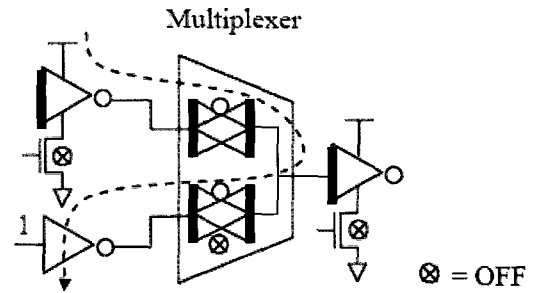 Multiplexer
1
⊗ = OFF